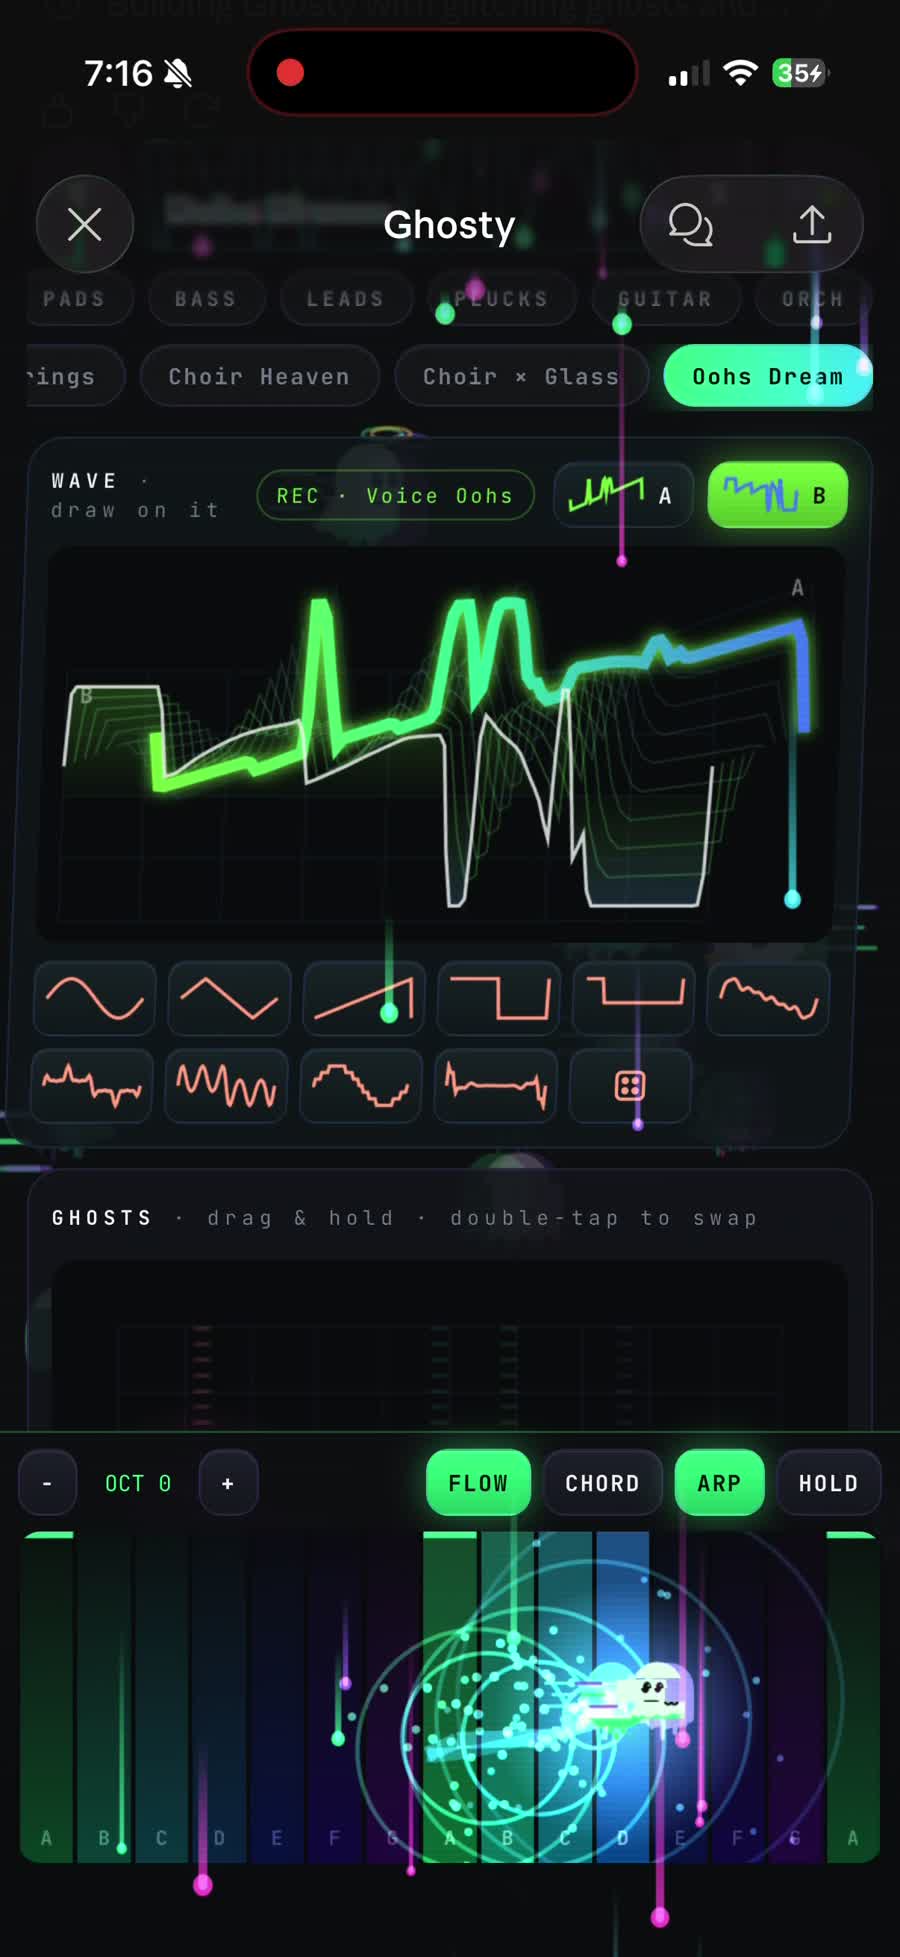 7:16
35
Ghosty
PADS BASS LEADS PLUCKS GUITAR ORCH
rings Choir Heaven Choir × Glass Oohs Dream
WAVE ·
draw on it
REC · Voice Oohs
A
B
A
B
GHOSTS · drag & hold · double-tap to swap
- OCT 0 + FLOW CHORD ARP HOLD
A B C D E F G A B C D E F G A